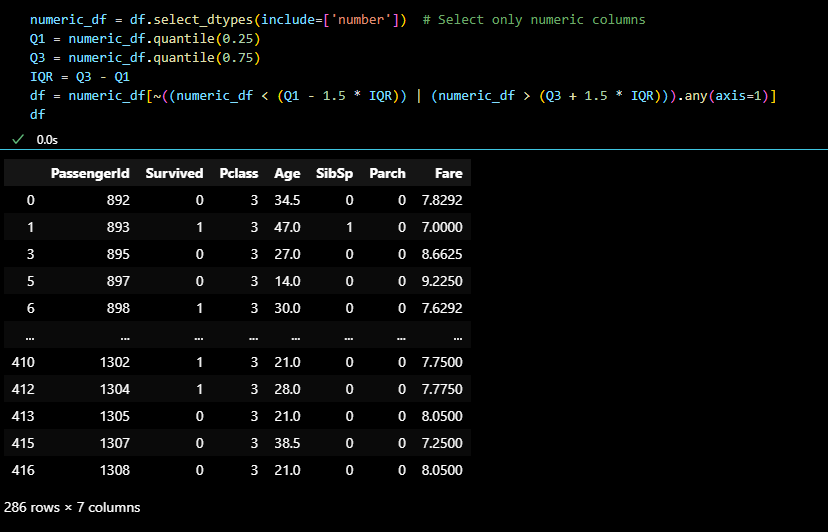 numeric_df = df.select_dtypes(include=['number'])  # Select only numeric columns
Q1 = numeric_df.quantile(0.25)
Q3 = numeric_df.quantile(0.75)
IQR = Q3 - Q1
df = numeric_df[~((numeric_df < (Q1 - 1.5 * IQR)) | (numeric_df > (Q3 + 1.5 * IQR))).any(axis=1)]
df
✓ 0.0s
PassengerId Survived Pclass Age SibSp Parch Fare
0 892 0 3 34.5 0 0 7.8292
1 893 1 3 47.0 1 0 7.0000
3 895 0 3 27.0 0 0 8.6625
5 897 0 3 14.0 0 0 9.2250
6 898 1 3 30.0 0 0 7.6292
... ... ... ... ... ... ... ...
410 1302 1 3 21.0 0 0 7.7500
412 1304 1 3 28.0 0 0 7.7750
413 1305 0 3 21.0 0 0 8.0500
415 1307 0 3 38.5 0 0 7.2500
416 1308 0 3 21.0 0 0 8.0500
286 rows × 7 columns